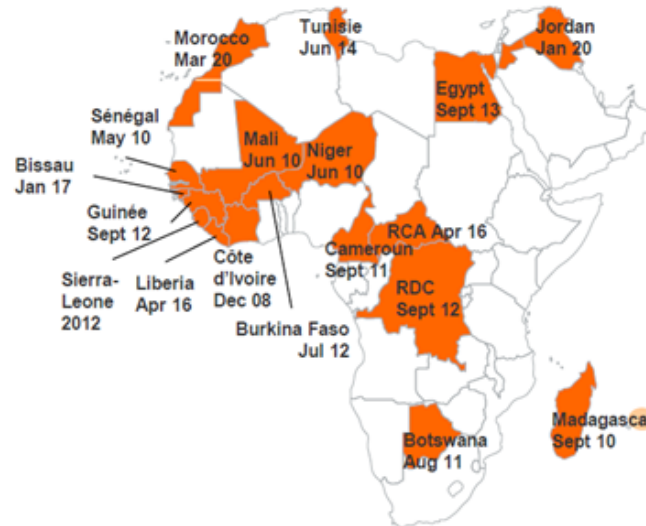 Tunisie
Jun 14
Jordan
Jan 20
Morocco
Mar 20
Egypt
Sept 13
Sénégal
May 10
Mali
Jun 10
Niger
Jun 10
Bissau
Jan 17
Guinée
Sept 12
RCA Apr 16
Cameroun
Sept 11
Sierra-
Leone
2012
Liberia
Apr 16
Côte
d'Ivoire
Dec 08
RDC
Sept 12
Burkina Faso
Jul 12
Madagasca
Sept 10
Botswana
Aug 11